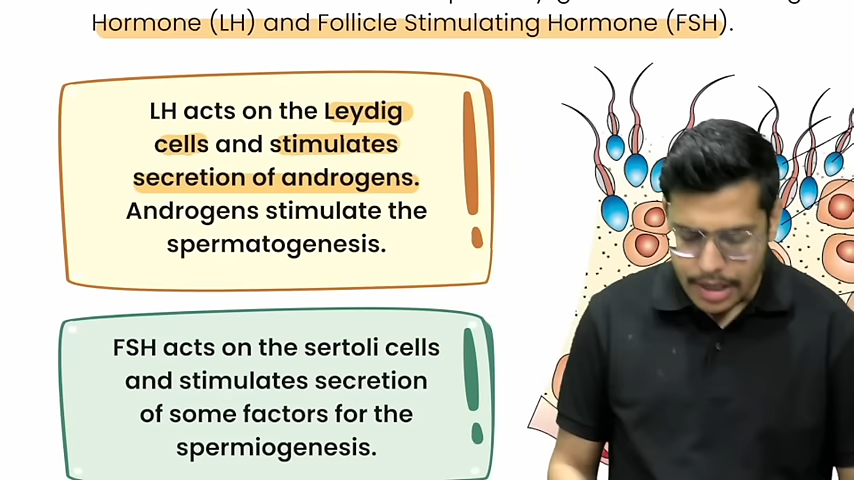 Hormone (LH) and Follicle Stimulating Hormone (FSH).
LH acts on the Leydig
cells and stimulates
secretion of androgens.
Androgens stimulate the
spermatogenesis.
FSH acts on the sertoli cells
and stimulates secretion
of some factors for the
spermiogenesis.